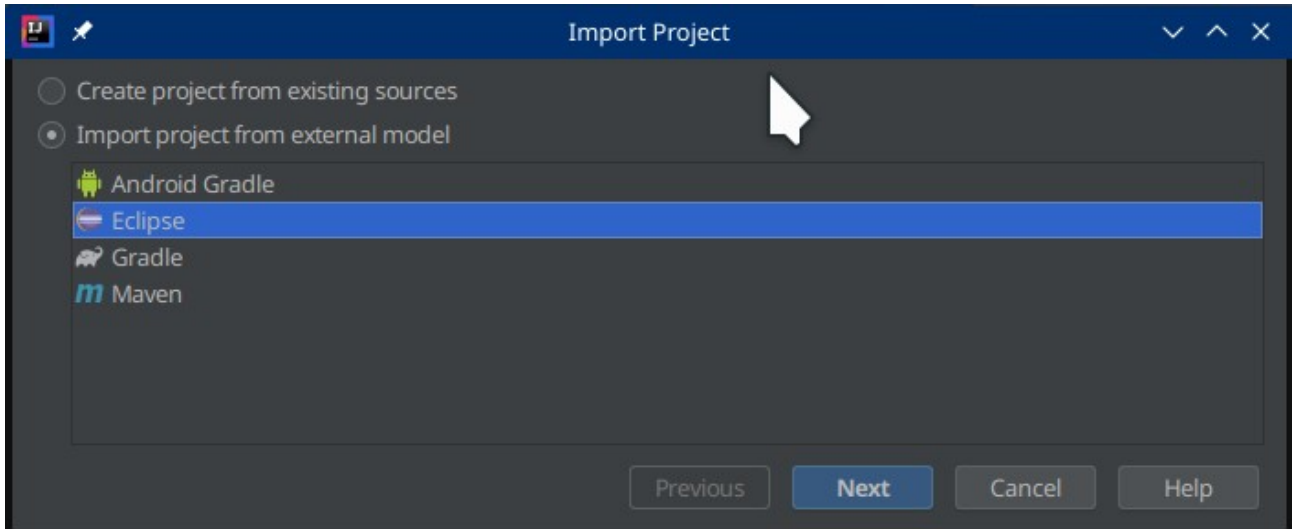 IJ
Import Project
Create project from existing sources
Import project from external model
Android Gradle
Eclipse
Gradle
m Maven
Previous Next Cancel Help